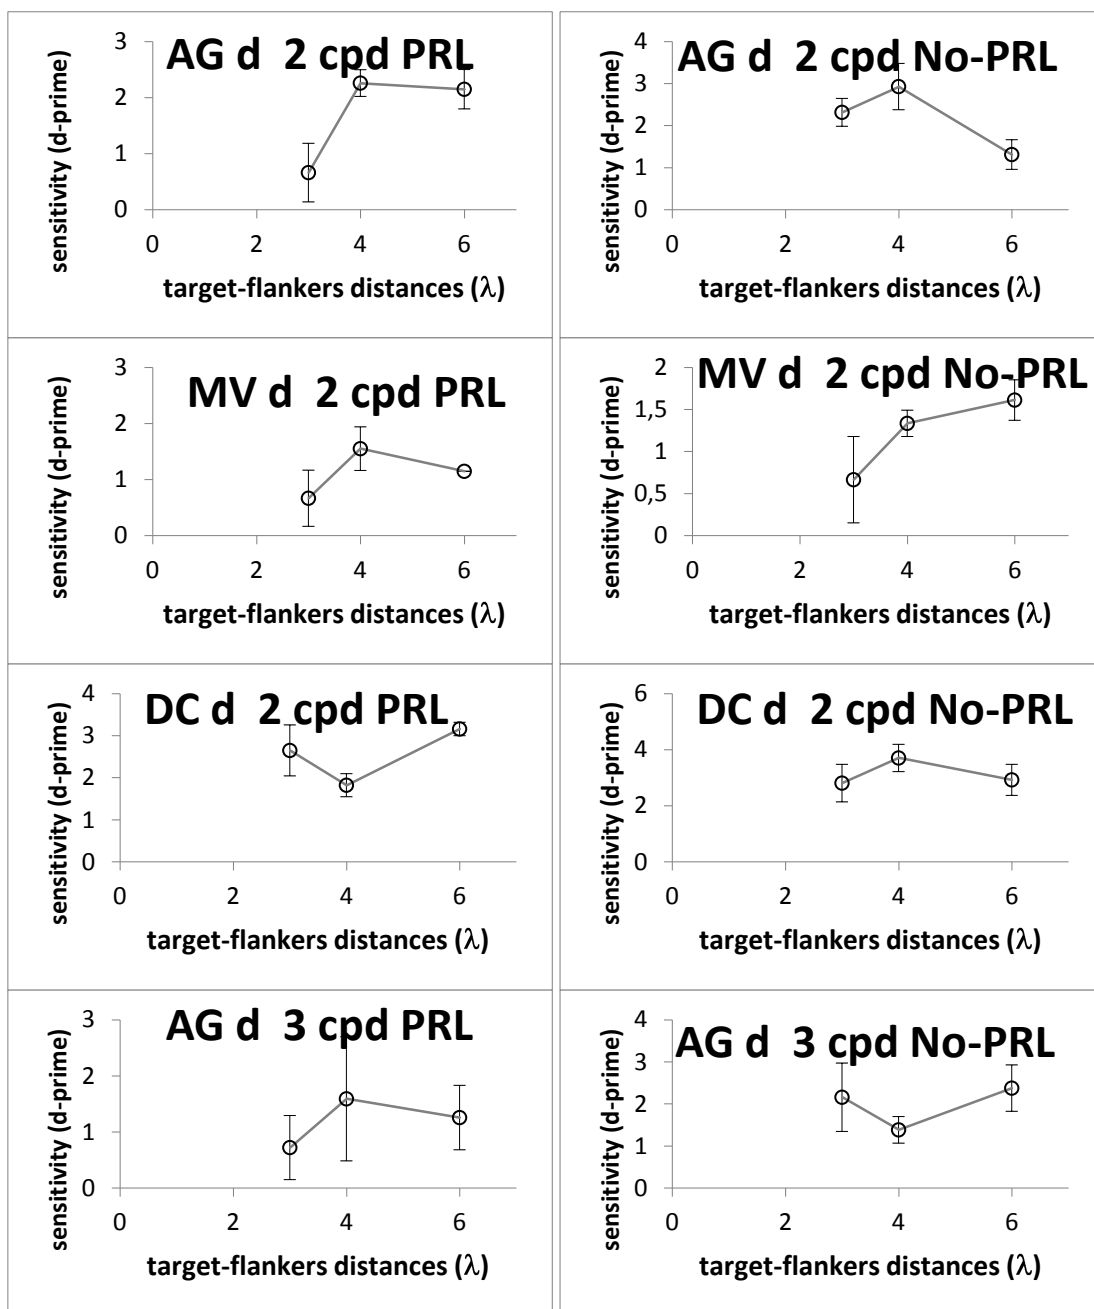 AG d 2 cpd PRL
sensitivity (d-prime)
3
2
1
0
0 2 4 6
target-flankers distances (λ)
AG d 2 cpd No-PRL
sensitivity (d-prime)
4
3
2
1
0
0 2 4 6
target-flankers distances (λ)
MV d 2 cpd PRL
sensitivity (d-prime)
3
2
1
0
0 2 4 6
target-flankers distances (λ)
MV d 2 cpd No-PRL
sensitivity (d-prime)
2
1,5
1
0,5
0
0 2 4 6
target-flankers distances (λ)
DC d 2 cpd PRL
sensitivity (d-prime)
4
3
2
1
0
0 2 4 6
target-flankers distances (λ)
DC d 2 cpd No-PRL
sensitivity (d-prime)
6
4
2
0
0 2 4 6
target-flankers distances (λ)
AG d 3 cpd PRL
sensitivity (d-prime)
3
2
1
0
0 2 4 6
target-flankers distances (λ)
AG d 3 cpd No-PRL
sensitivity (d-prime)
4
3
2
1
0
0 2 4 6
target-flankers distances (λ)